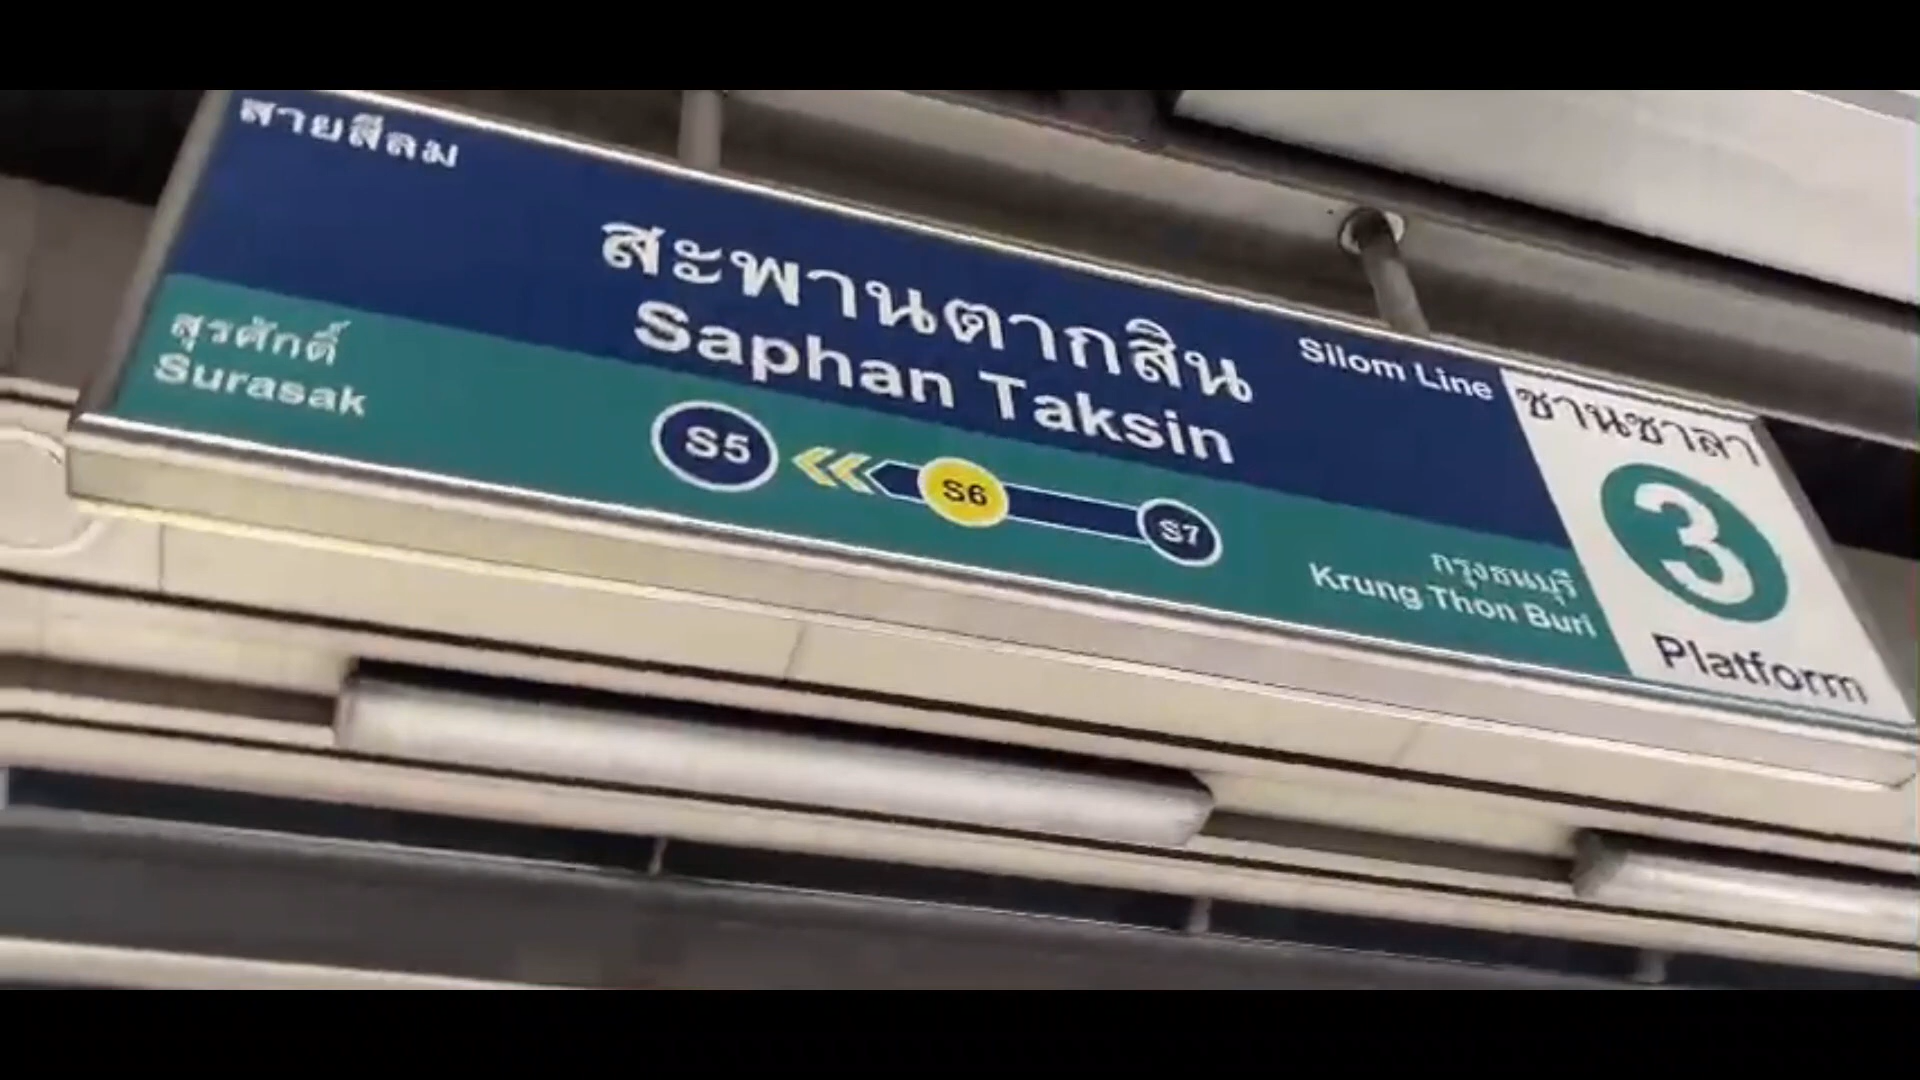 สายสีลม
สะพานตากสิน
Saphan Taksin
Silom Line
สุรศักดิ์
Surasak
S5
S6
S7
กรุงธนบุรี
Krung Thon Buri
ชานชาลา
3
Platform